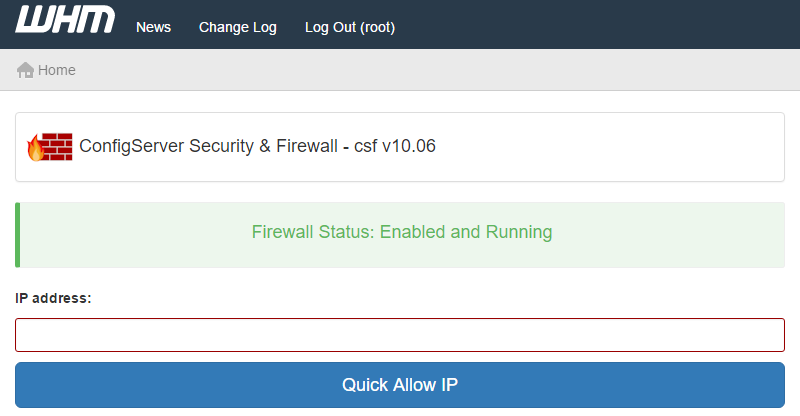 WHM
News Change Log Log Out (root)
Home
ConfigServer Security & Firewall - csf v10.06
Firewall Status: Enabled and Running
IP address:
Quick Allow IP